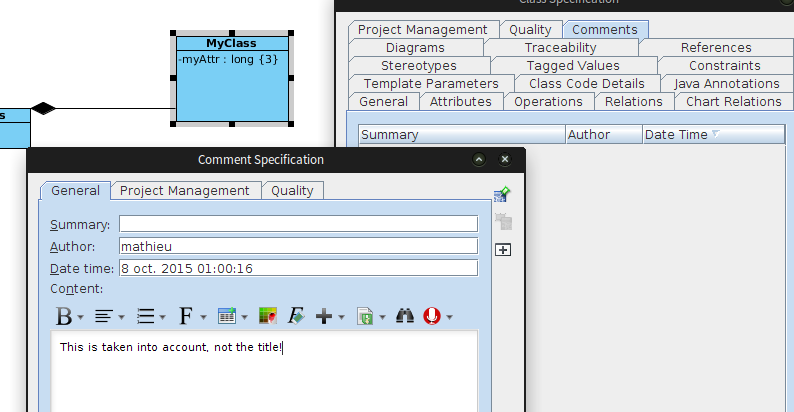 Class Specification
Project Management Quality Comments
Diagrams Traceability References
Stereotypes Tagged Values Constraints
Template Parameters Class Code Details Java Annotations
General Attributes Operations Relations Chart Relations
Summary Author Date Time
MyClass
-myAttr : long {3}
s
Comment Specification
General Project Management Quality
Summary:
Author: mathieu
Date time: 8 oct. 2015 01:00:16
Content:
B F F
This is taken into account, not the title!